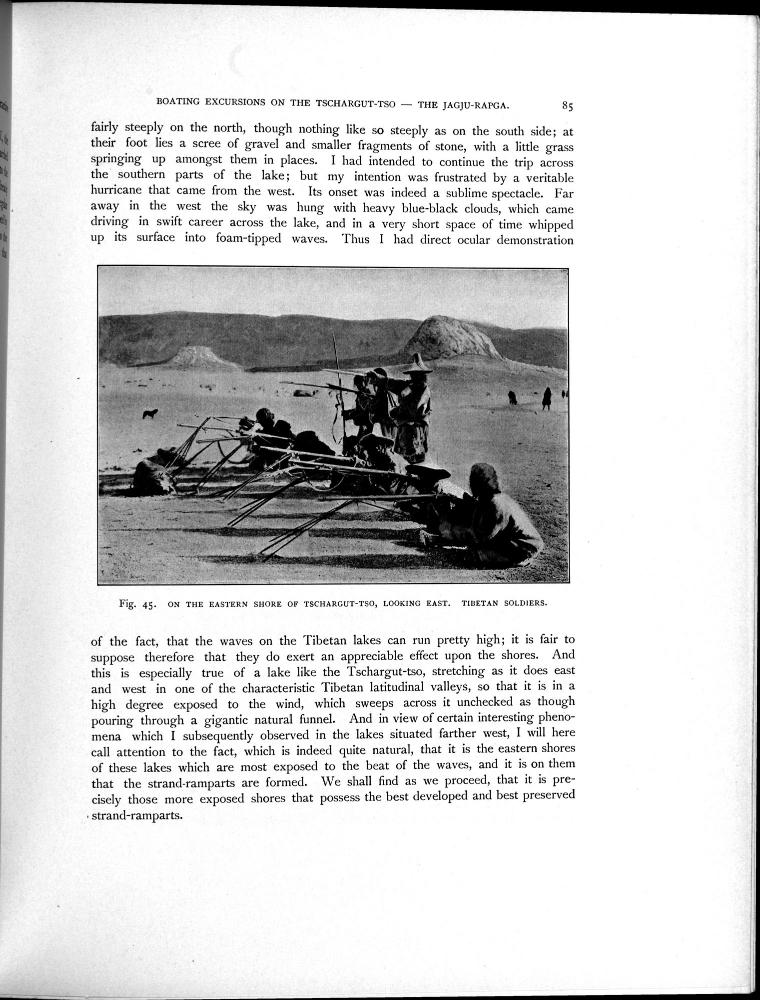 BOATING EXCURSIONS ON THE TSCHARGUT-TSO — THE JAGJU-RAPGA. 85
fairly steeply on the north, though nothing like so steeply as on the south side; at
their foot lies a scree of gravel and smaller fragments of stone, with a little grass
springing up amongst them in places. I had intended to continue the trip across
the southern parts of the lake; but my intention was frustrated by a veritable
hurricane that came from the west. Its onset was indeed a sublime spectacle. Far
away in the west the sky was hung with heavy blue-black clouds, which came
driving in swift career across the lake, and in a very short space of time whipped
up its surface into foam-tipped waves. Thus I had direct ocular demonstration
Fig. 45. ON THE EASTERN SHORE OF TSCHARGUT-TSO, LOOKING EAST. TIBETAN SOLDIERS.
of the fact, that the waves on the Tibetan lakes can run pretty high; it is fair to
suppose therefore that they do exert an appreciable effect upon the shores. And
this is especially true of a lake like the Tschargut-tso, stretching as it does east
and west in one of the characteristic Tibetan latitudinal valleys, so that it is in a
high degree exposed to the wind, which sweeps across it unchecked as though
pouring through a gigantic natural funnel. And in view of certain interesting pheno-
mena which I subsequently observed in the lakes situated farther west, I will here
call attention to the fact, which is indeed quite natural, that it is the eastern shores
of these lakes which are most exposed to the beat of the waves, and it is on them
that the strand-ramparts are formed. We shall find as we proceed, that it is pre-
cisely those more exposed shores that possess the best developed and best preserved
strand-ramparts.